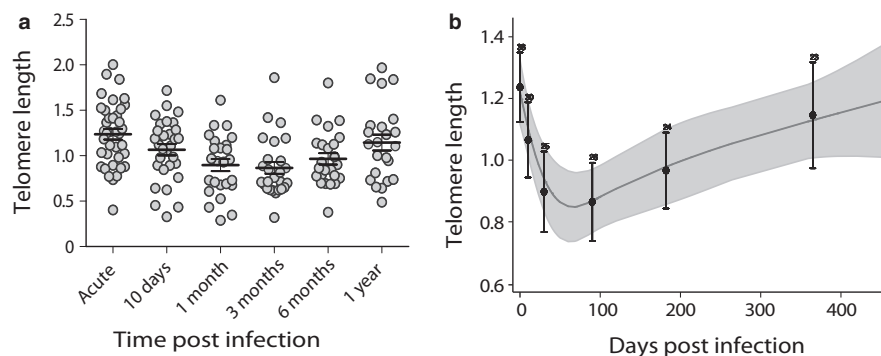 a
Telomere length
2.5
2.0
1.5
1.0
0.5
0
Acute
10 days
1 month
3 months
6 months
1 year
Time post infection
b
Telomere length
1.4
1.2
1.0
0.8
0.6
25
24
23
0
100
200
300
400
Days post infection